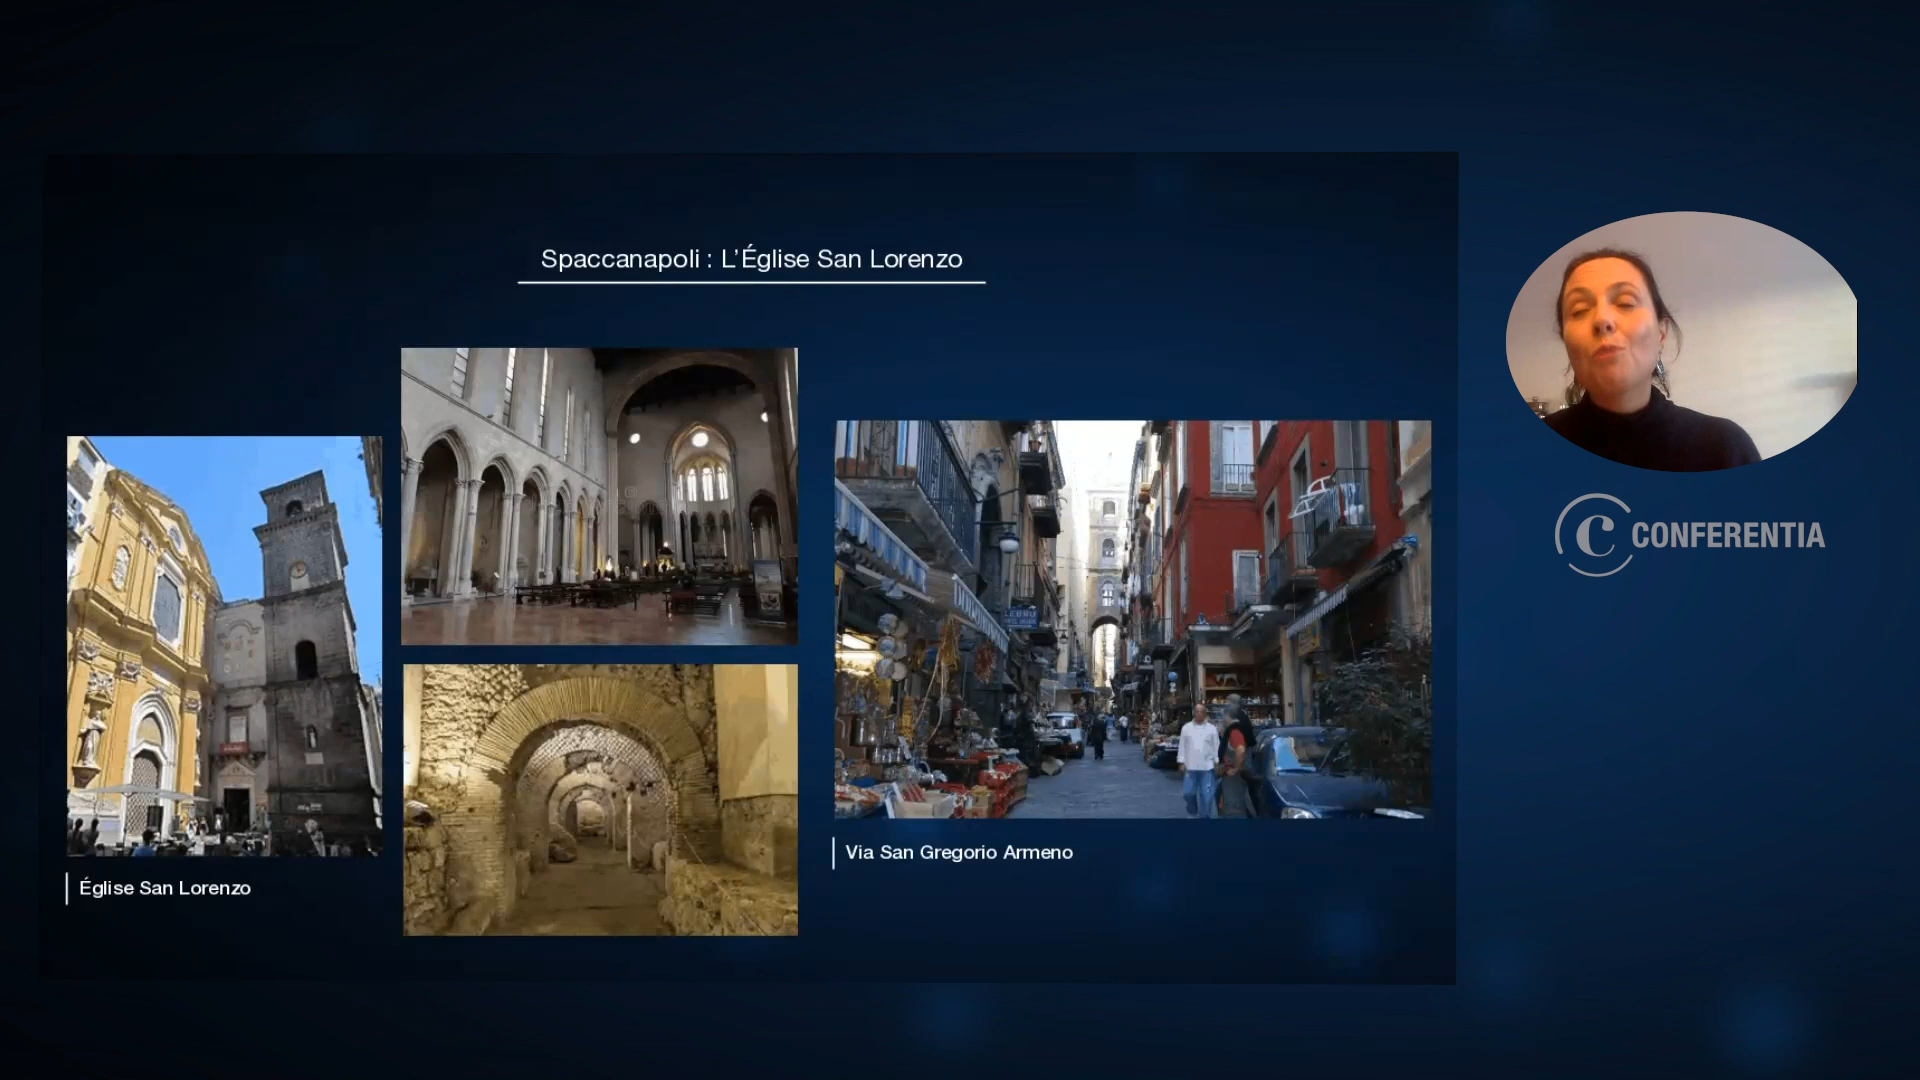 Spaccanapoli : L'Église San Lorenzo
Église San Lorenzo
Via San Gregorio Armeno
C CONFERENTIA